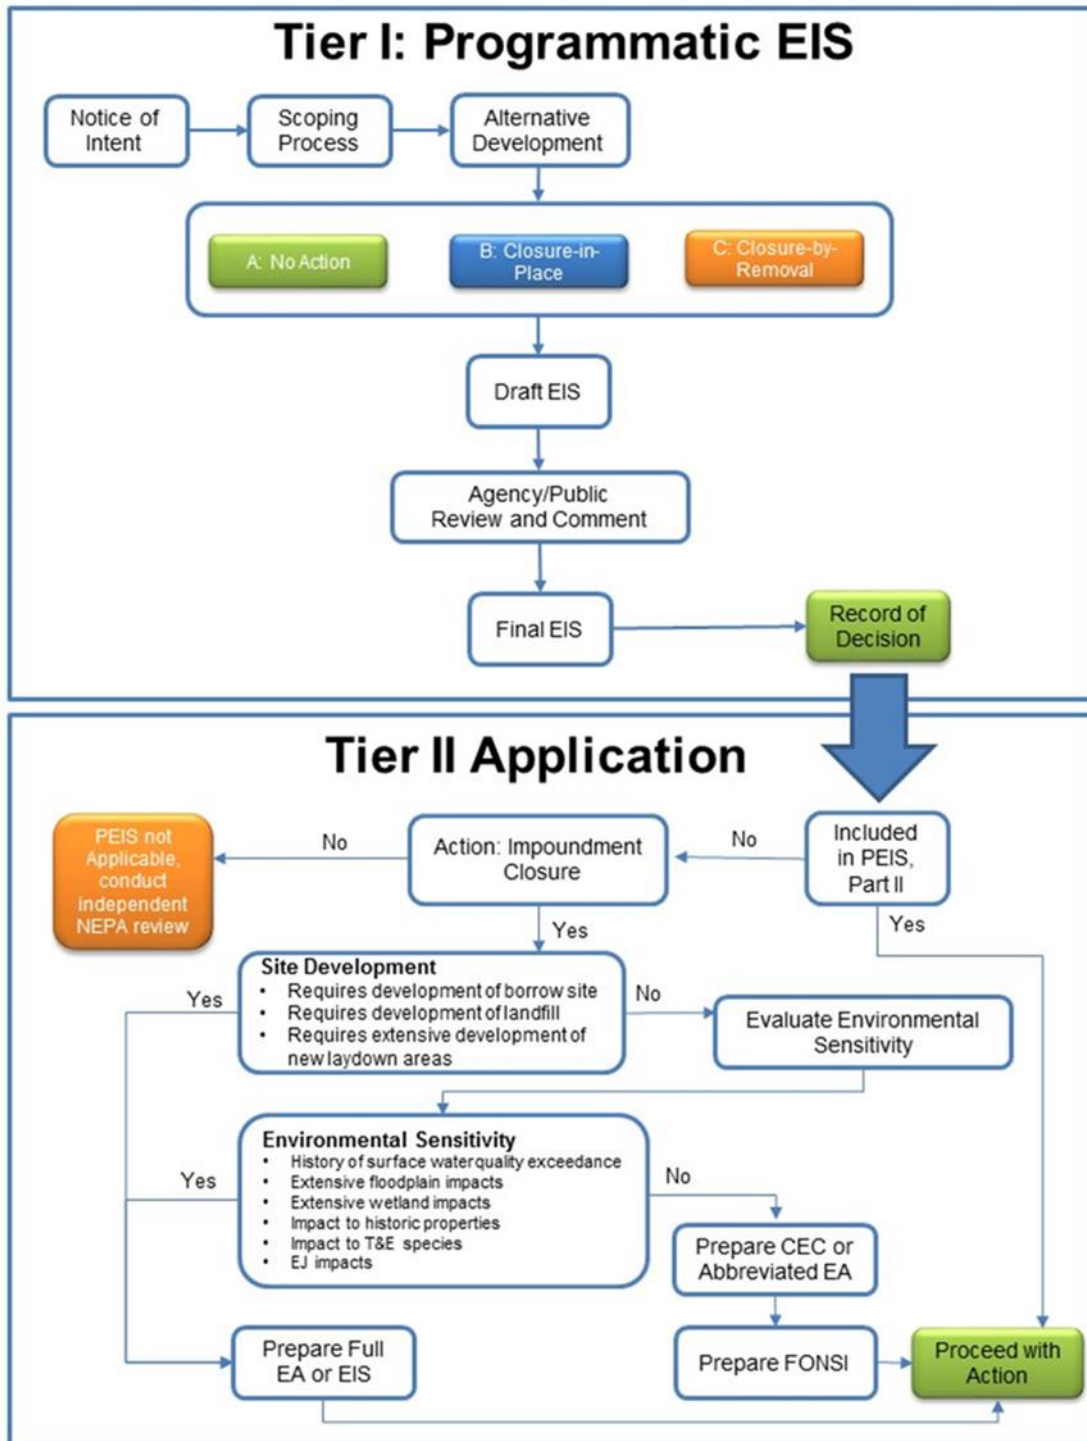 Tier I: Programmatic EIS
Notice of
Intent
Scoping
Process
Alternative
Development
A: No Action
B: Closure-in-
Place
C: Closure-by-
Removal
Draft EIS
Agency/Public
Review and Comment
Final EIS
Record of
Decision
Tier II Application
PEIS not
Applicable,
conduct
independent
NEPA review
No
Action: Impoundment
Closure
No
Included
in PEIS,
Part II
Yes
Yes
Site Development
• Requires development of borrow site
• Requires development of landfill
• Requires extensive development of
new laydown areas
Yes
No
Evaluate Environmental
Sensitivity
Environmental Sensitivity
• History of surface water quality exceedance
• Extensive floodplain impacts
• Extensive wetland impacts
• Impact to historic properties
• Impact to T&E species
• EJ impacts
Yes
No
Prepare CEC or
Abbreviated EA
Prepare Full
EA or EIS
Prepare FONSI
Proceed with
Action